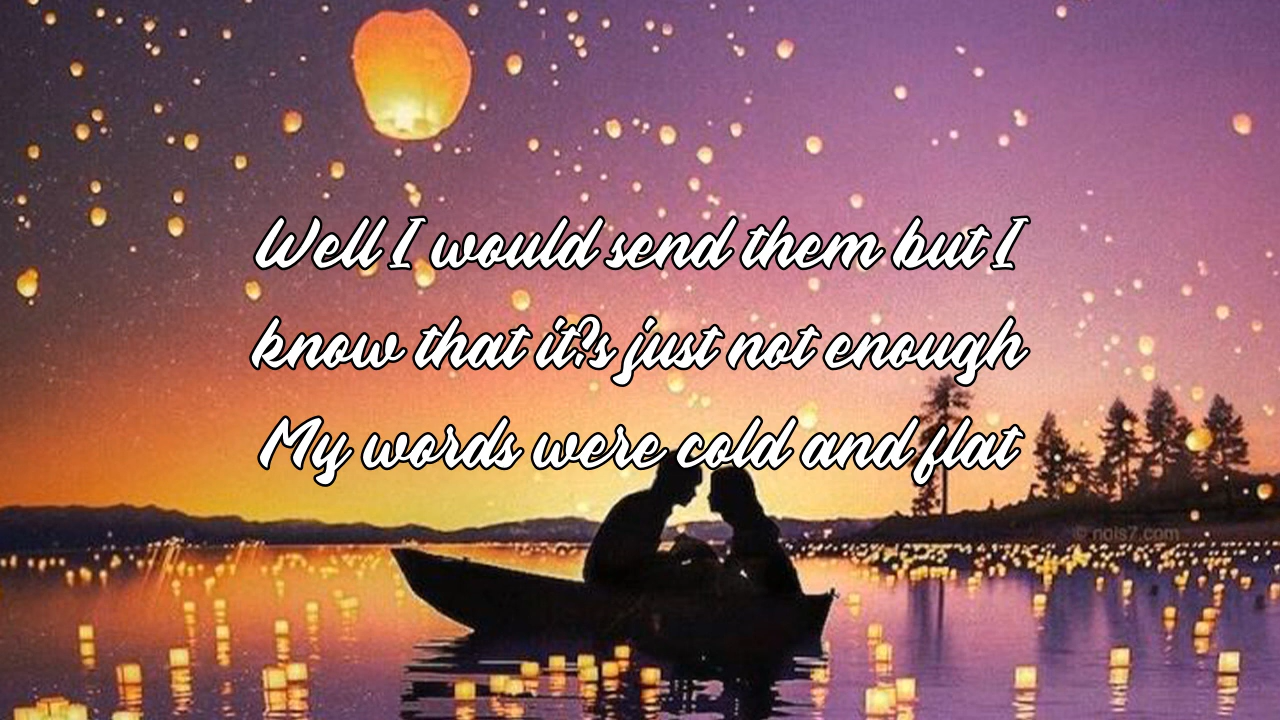 Well I would send them but I
know that it?s just not enough
My words were cold and flat
© nois7.com